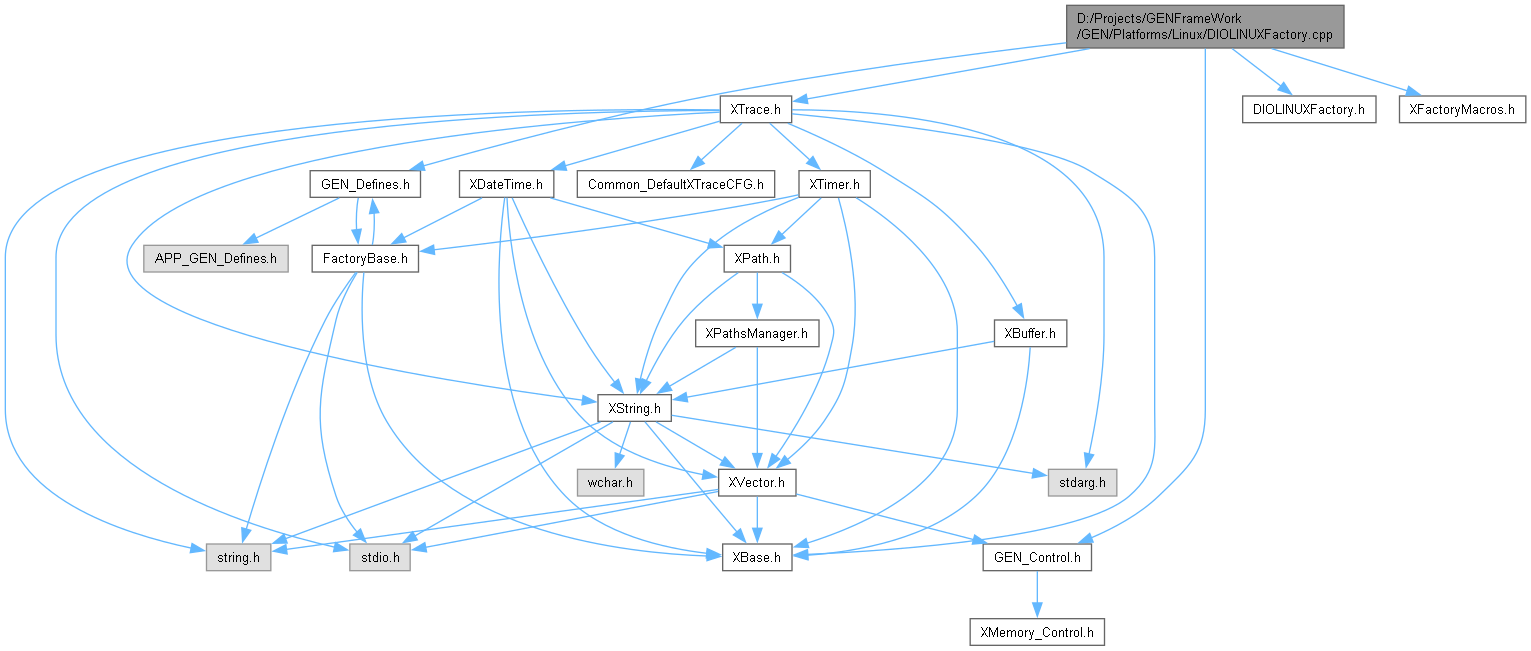 D:/Projects/GENFrameWork
/GEN/Platforms/Linux/DIOLINUXFactory.cpp
XTrace.h
DIOLINUXFactory.h
XFactoryMacros.h
GEN_Defines.h
XDateTime.h
Common_DefaultXTraceCFG.h
XTimer.h
APP_GEN_Defines.h
FactoryBase.h
XPath.h
XPathsManager.h
XBuffer.h
XString.h
wchar.h
XVector.h
stdarg.h
string.h
stdio.h
XBase.h
GEN_Control.h
XMemory_Control.h